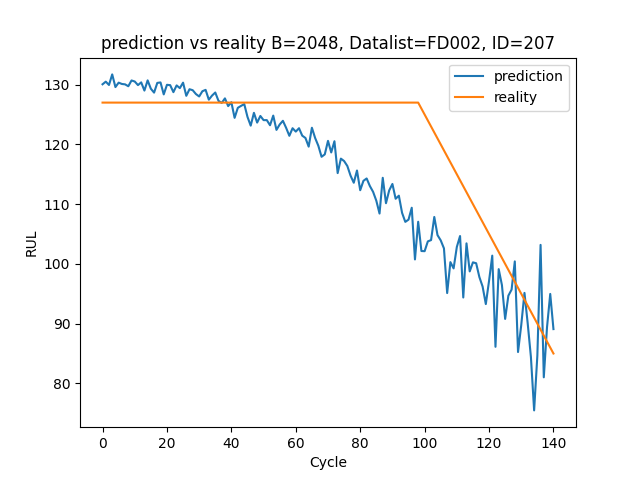 prediction vs reality B=2048, Datalist=FD002, ID=207
prediction
reality
130
120
110
100
90
80
RUL
0 20 40 60 80 100 120 140
Cycle